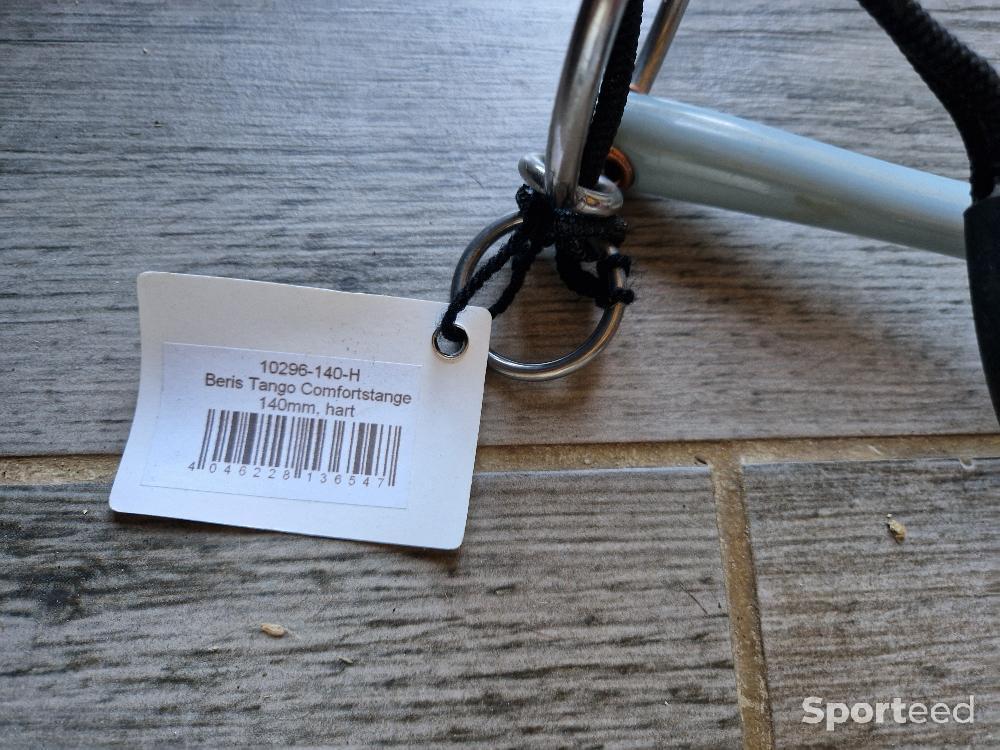 10296-140-H
Beris Tango Comfortstange
140mm, hart
4 046228 136547
Sporteed